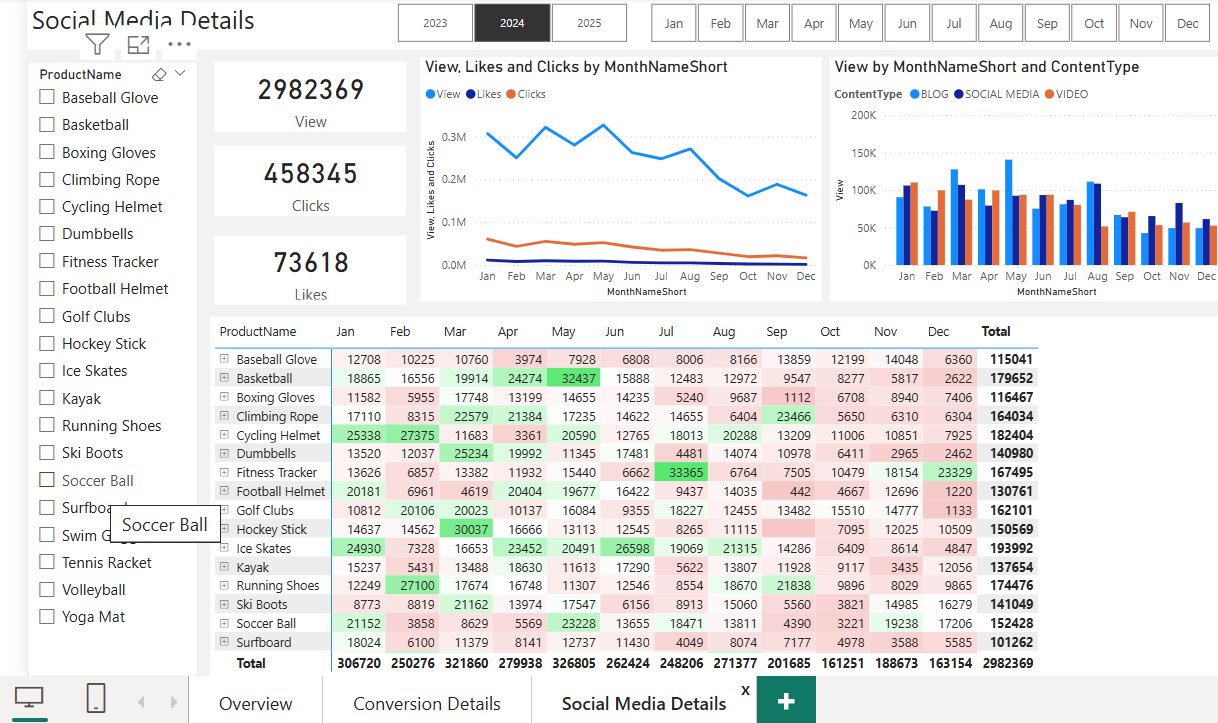 Social Media Details
2023 2024 2025 Jan Feb Mar Apr May Jun Jul Aug Sep Oct Nov Dec
ProductName
Baseball Glove
Basketball
Boxing Gloves
Climbing Rope
Cycling Helmet
Dumbbells
Fitness Tracker
Football Helmet
Golf Clubs
Hockey Stick
Ice Skates
Kayak
Running Shoes
Ski Boots
Soccer Ball
Soccer Ball
Tennis Racket
Volleyball
Yoga Mat
2982369
View
458345
Clicks
73618
Likes
View, Likes and Clicks by MonthNameShort
View Likes Clicks
View, Likes and Clicks
0.3M
0.2M
0.1M
0.0M
Jan Feb Mar Apr May Jun Jul Aug Sep Oct Nov Dec
MonthNameShort
View by MonthNameShort and ContentType
ContentType BLOG SOCIAL MEDIA VIDEO
View
200K
150K
100K
50K
0K
Jan Feb Mar Apr May Jun Jul Aug Sep Oct Nov Dec
MonthNameShort
ProductName Jan Feb Mar Apr May Jun Jul Aug Sep Oct Nov Dec Total
Baseball Glove 12708 10225 10760 3974 7928 6808 8006 8166 13859 12199 14048 6360 115041
Basketball 18865 16556 19914 24274 32437 15888 12483 12972 9547 8277 5817 2622 179652
Boxing Gloves 11582 5955 17748 13199 14655 14235 5240 9687 1112 6708 8940 7406 116467
Climbing Rope 17110 8315 22579 21384 17235 14622 14655 6404 23466 5650 6310 6304 164034
Cycling Helmet 25338 27375 11683 3361 20590 12765 18013 20288 13209 11006 10851 7925 182404
Dumbbells 13520 12037 25234 19992 11345 17481 4481 14074 10978 6411 2965 2462 140980
Fitness Tracker 13626 6857 13382 11932 15440 6662 33365 6764 7505 10479 18154 23329 167495
Football Helmet 20181 6961 4619 20404 19677 16422 9437 14035 442 4667 12696 1220 130761
Golf Clubs 10812 20106 20023 10137 16084 9355 18227 12455 13482 15510 14777 1133 162101
Hockey Stick 14637 14562 30037 16666 13113 12545 8265 11115 7095 12025 10509 150569
Ice Skates 24930 7328 16653 23452 20491 26598 19069 21315 14286 6409 8614 4847 193992
Kayak 15237 5431 13488 18630 11613 17290 5622 13807 11928 9117 3435 12056 137654
Running Shoes 12249 27100 17674 16748 11307 12546 8554 18670 21838 9896 8029 9865 174476
Ski Boots 8773 8819 21162 13974 17547 6156 8913 15060 5560 3821 14985 16279 141049
Soccer Ball 21152 3858 8629 5569 23228 13655 18471 13811 4390 3221 19238 17206 152428
Surfboard 18024 6100 11379 8141 12737 11430 4049 8074 7177 4978 3588 5585 101262
Total 306720 250276 321860 279938 326805 262424 248206 271377 201685 161251 188673 163154 2982369
Overview Conversion Details Social Media Details x +